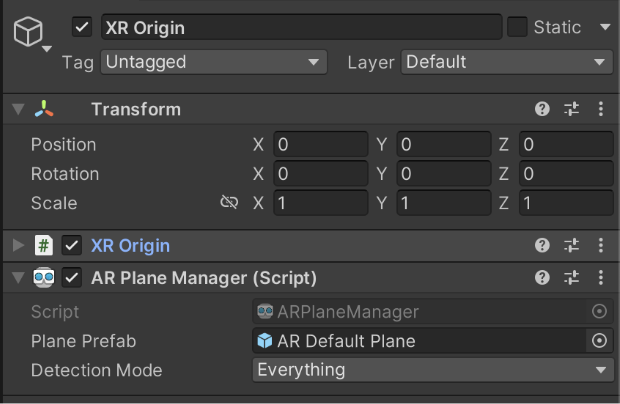 XR Origin Static
Tag Untagged Layer Default
Transform
Position X 0 Y 0 Z 0
Rotation X 0 Y 0 Z 0
Scale X 1 Y 1 Z 1
# XR Origin
AR Plane Manager (Script)
Script ARPlaneManager
Plane Prefab AR Default Plane
Detection Mode Everything